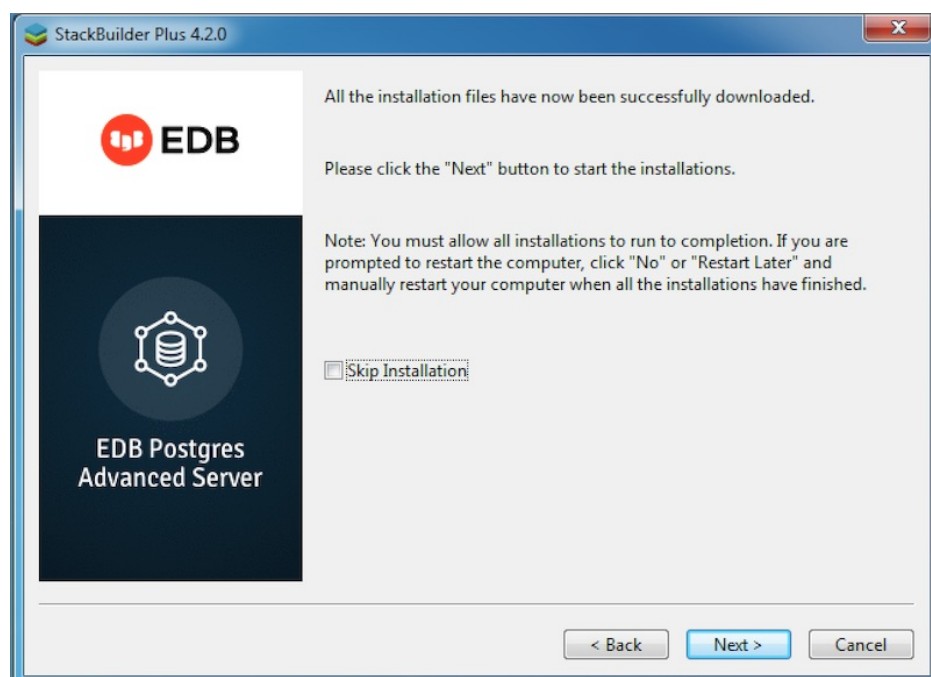 StackBuilder Plus 4.2.0
EDB
EDB Postgres
Advanced Server
All the installation files have now been successfully downloaded.
Please click the "Next" button to start the installations.
Note: You must allow all installations to run to completion. If you are
prompted to restart the computer, click "No" or "Restart Later" and
manually restart your computer when all the installations have finished.
Skip Installation
< Back
Next >
Cancel